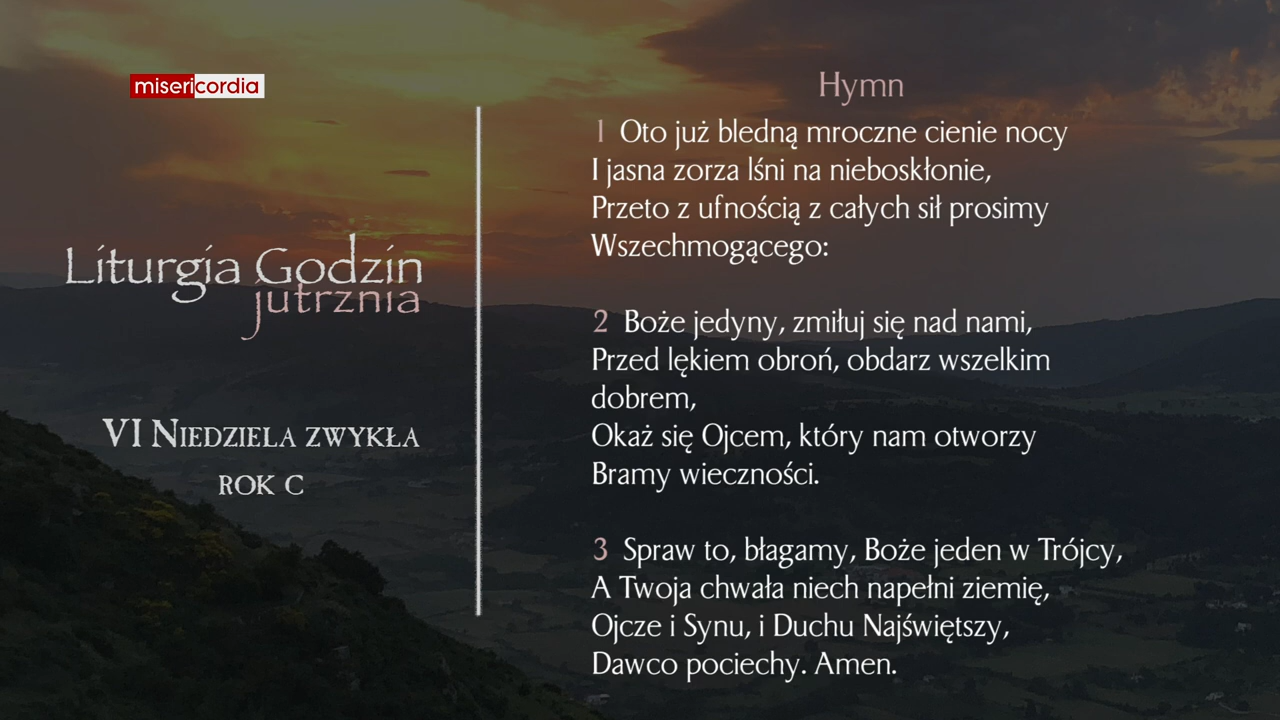 misericordia
Liturgia Godzin
jutrznia
VI Niedziela zwykła
rok C
Hymn
1 Oto już bledną mroczne cienie nocy
I jasna zorza lśni na nieboskłonie,
Przeto z ufnością z całych sił prosimy
Wszechmogącego:
2 Boże jedyny, zmiłuj się nad nami,
Przed lękiem obroń, obdarz wszelkim
dobrem,
Okaż się Ojcem, który nam otworzy
Bramy wieczności.
3 Spraw to, błagamy, Boże jeden w Trójcy,
A Twoja chwała niech napełni ziemię,
Ojcze i Synu, i Duchu Najświętszy,
Dawco pociechy. Amen.